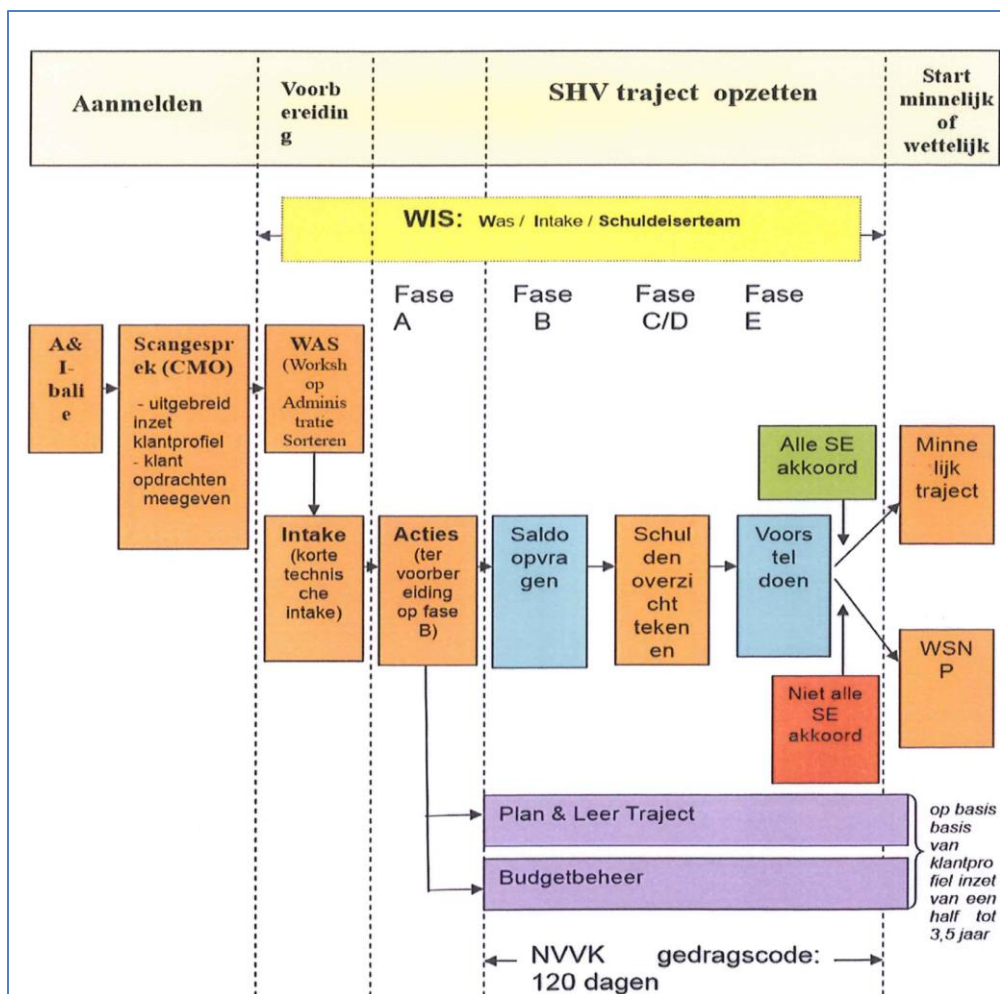 Aanmelden
Voorb
ereidin
g
SHV traject opzetten
Start
minnelijk
of
wettelijk
WIS: Was / Intake / Schuldeiserteam
Fase
A
Fase
B
Fase
C/D
Fase
E
A&
I-
bali
e
Scangespr
ek (CMO)
- uitgebreid
inzet
klantprofiel
- klant
opdrachten
meegeven
WAS
(Worksh
op
Adminis
tratie
Sorteren
Alle SE
akkoord
Minne
lijk
traject
Intake
(korte
technis
che
intake)
Acties
(ter
voorber
eiding
op fase
B)
Saldo
opvra
gen
Schul
den
overzi
cht
teken
en
Voors
tel
doen
WSN
P
Niet alle
SE
akkoord
Plan & Leer Traject
Budgetbeheer
op basis
basis
van
klantpro
fiel inzet
van een
half tot
3,5 jaar
NVVK gedragscode:
120 dagen